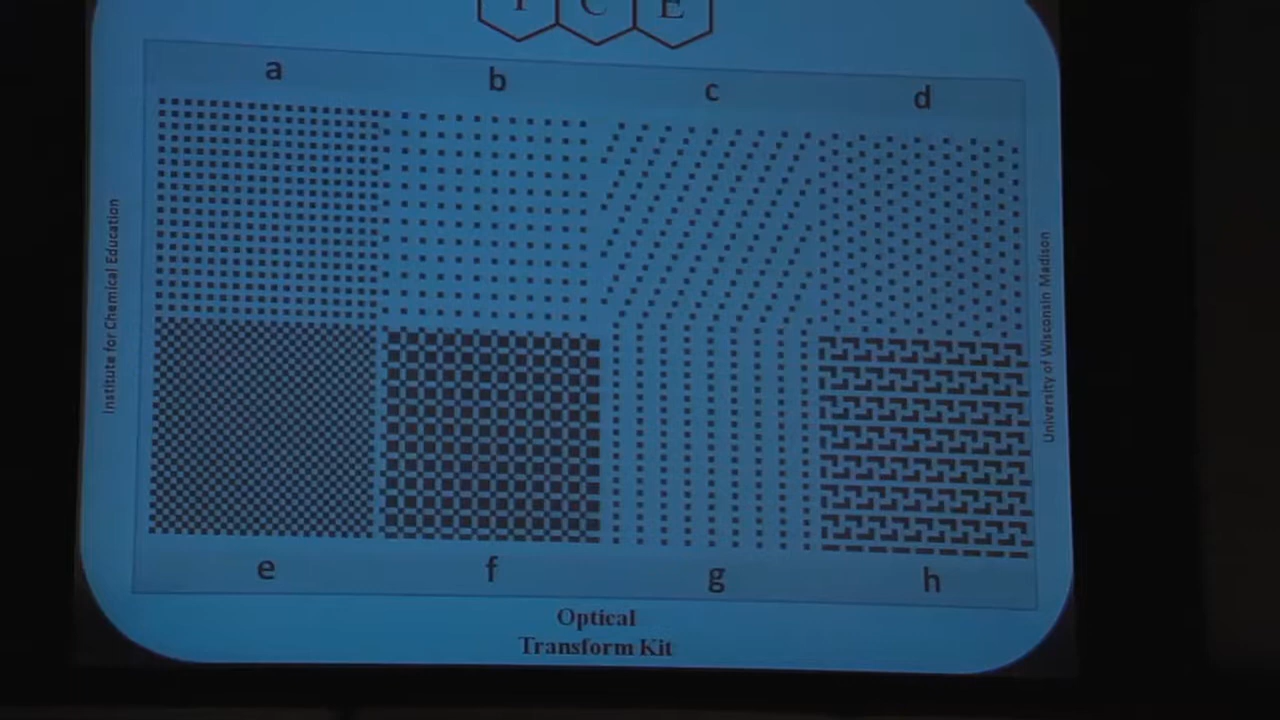 I C E
a b c d
Institute for Chemical Education
University of Wisconsin Madison
e f g h
Optical
Transform Kit